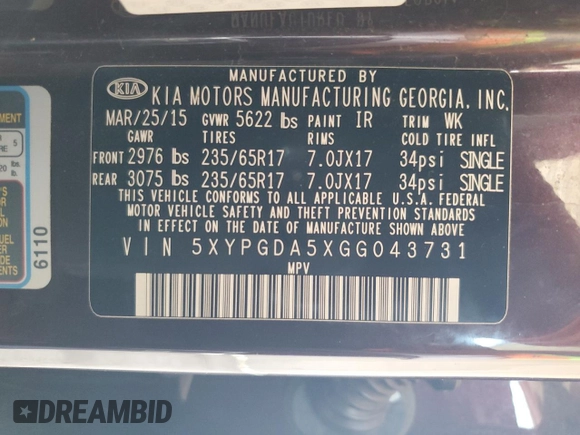 MANUFACTURED BY
KIA KIA MOTORS MANUFACTURING GEORGIA, INC.
MAR/25/15 GVWR 5622 lbs PAINT IR TRIM WK
GAWR TIRES RIMS COLD TIRE INFL
FRONT 2976 lbs 235/65R17 7.0JX17 34psi SINGLE
REAR 3075 lbs 235/65R17 7.0JX17 34psi SINGLE
THIS VEHICLE CONFORMS TO ALL APPLICABLE U.S.A. FEDERAL
MOTOR VEHICLE SAFETY AND THEFT PREVENTION STANDARDS
IN EFFECT ON THE DATE OF MANUFACTURE SHOWN ABOVE
VIN 5XYPGDA5XGG043731
MPV
6110
DREAMBID